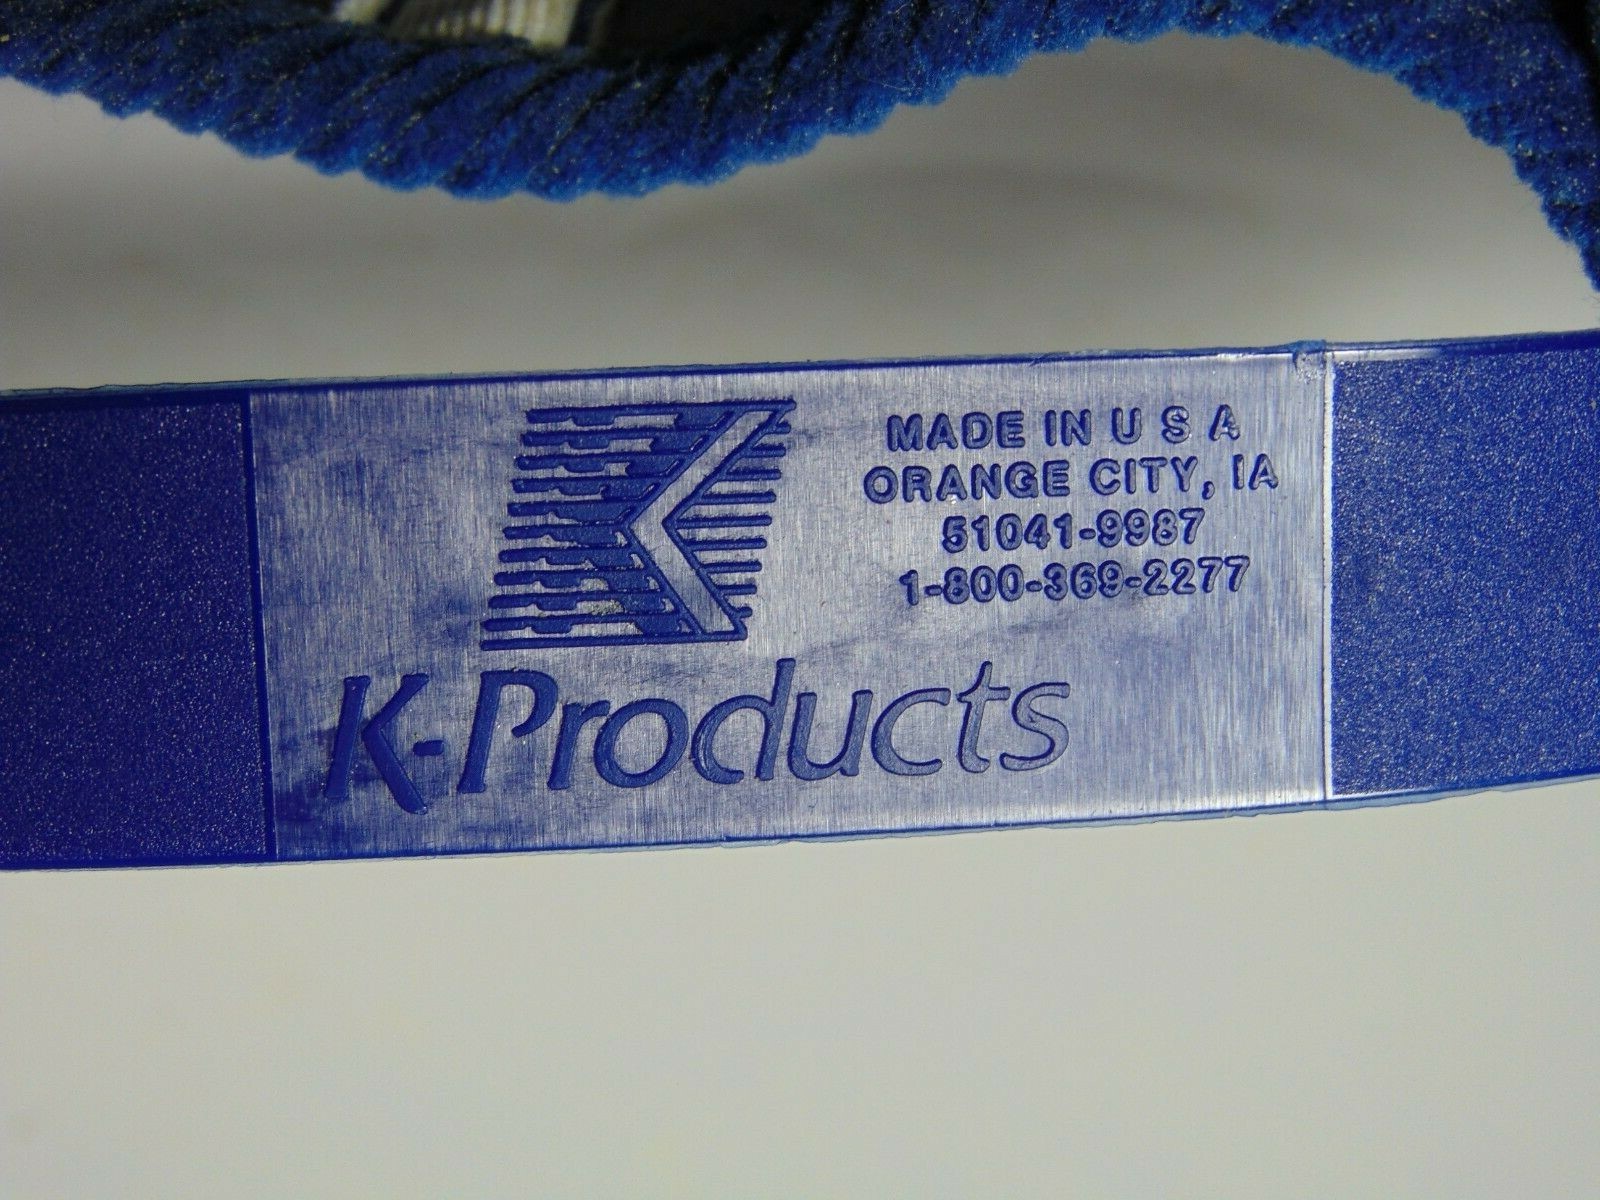 MADE IN U S A
ORANGE CITY, IA
51041-9987
1-800-369-2277
K-Products